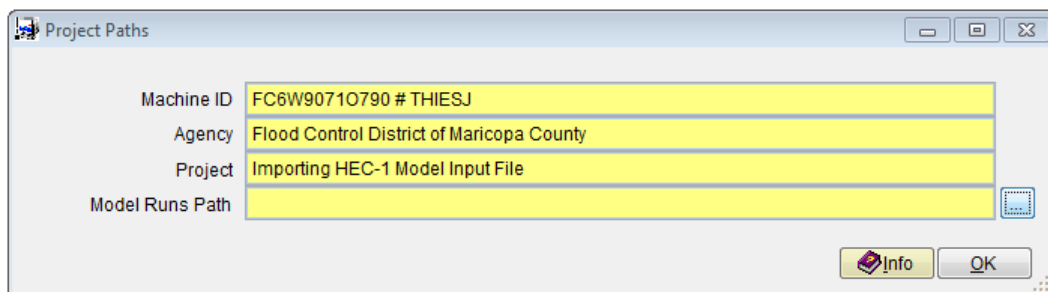 Project Paths
Machine ID FC6W9071O790 # THIESJ
Agency Flood Control District of Maricopa County
Project Importing HEC-1 Model Input File
Model Runs Path ...
Info OK